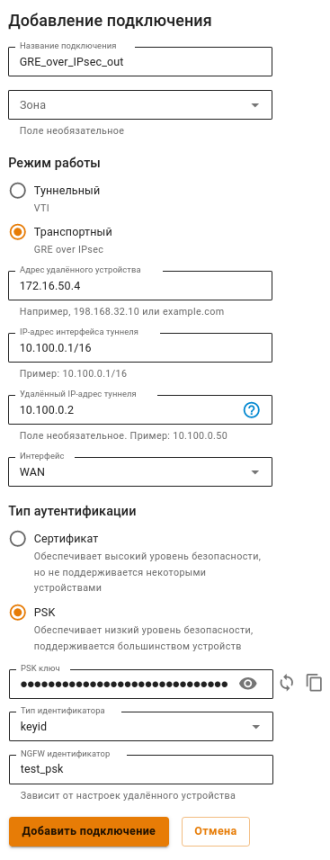 Добавление подключения
Название подключения
GRE_over_IPsec_out
Зона
Поле необязательное
Режим работы
Туннельный
VTI
Транспортный
GRE over IPsec
Адрес удалённого устройства
172.16.50.4
Например, 198.168.32.10 или example.com
IP-адрес интерфейса туннеля
10.100.0.1/16
Пример: 10.100.0.1/16
Удалённый IP-адрес туннеля
10.100.0.2
Поле необязательное. Пример: 10.100.0.50
Интерфейс
WAN
Тип аутентификации
Сертификат
Обеспечивает высокий уровень безопасности,
но не поддерживается некоторыми
устройствами
PSK
Обеспечивает низкий уровень безопасности,
поддерживается большинством устройств
PSK ключ
••••••••••••••••••••••••••••••
Тип идентификатора
keyid
NGFW идентификатор
test_psk
Зависит от настроек удалённого устройства
Добавить подключение
Отмена